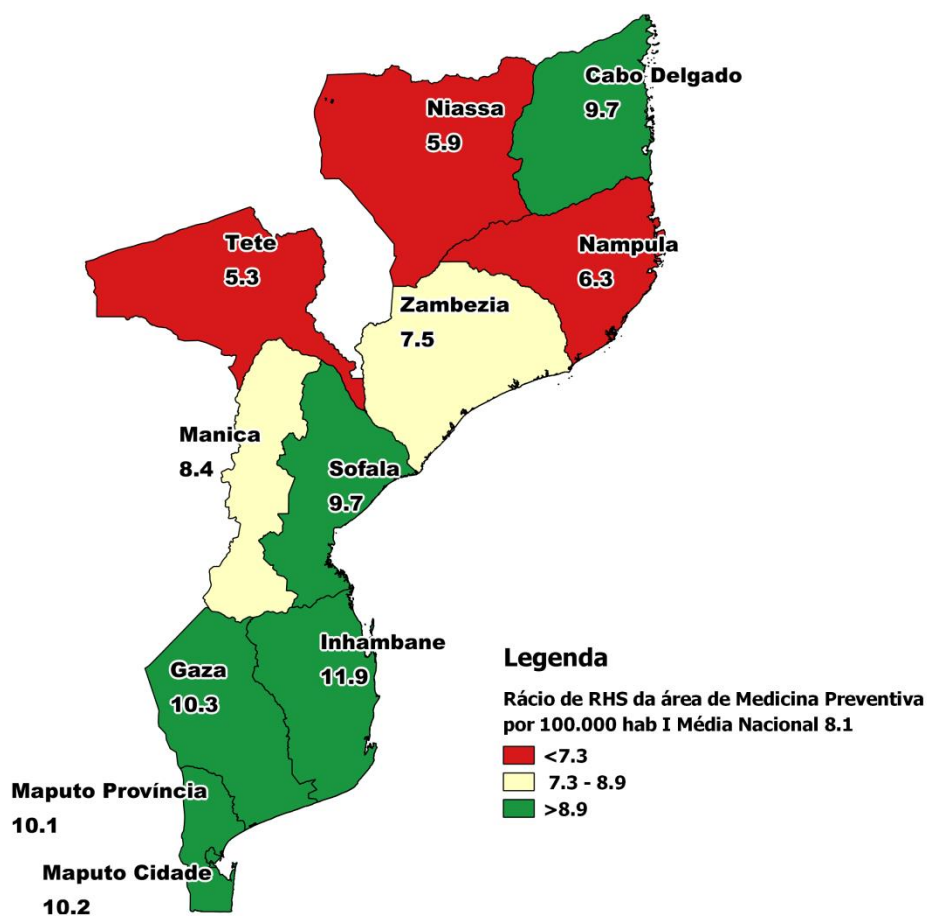 Cabo Delgado
9.7
Niassa
5.9
Nampula
6.3
Tete
5.3
Zambezia
7.5
Manica
8.4
Sofala
9.7
Inhambane
11.9
Gaza
10.3
Maputo Província
10.1
Maputo Cidade
10.2
Legenda
Rácio de RHS da área de Medicina Preventiva
por 100.000 hab I Média Nacional 8.1
<7.3
7.3 - 8.9
>8.9